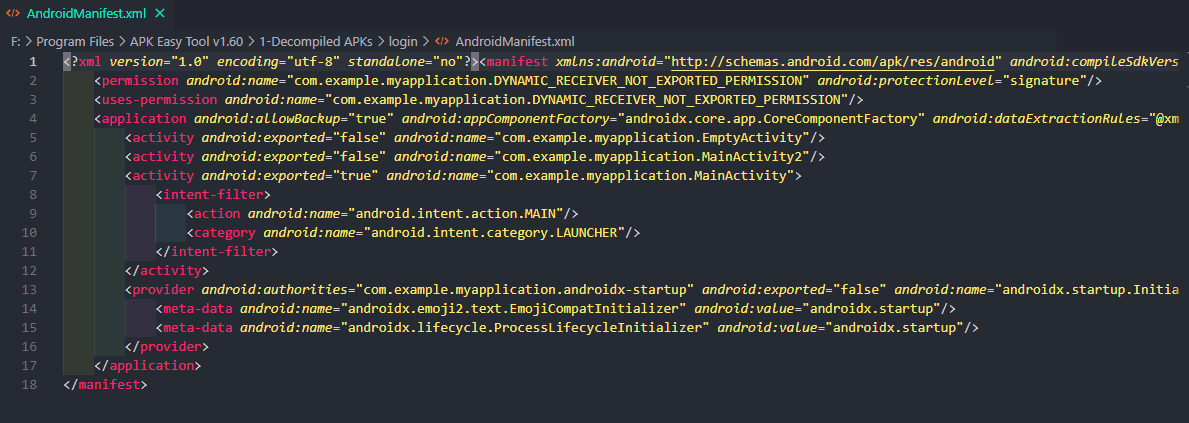 AndroidManifest.xml
F: > Program Files > APK Easy Tool v1.60 > 1-Decompiled APKs > login > AndroidManifest.xml
1 <?xml version="1.0" encoding="utf-8" standalone="no"?><manifest xmlns:android="http://schemas.android.com/apk/res/android" android:compileSdkVers
2 <permission android:name="com.example.myapplication.DYNAMIC_RECEIVER_NOT_EXPORTED_PERMISSION" android:protectionLevel="signature"/>
3 <uses-permission android:name="com.example.myapplication.DYNAMIC_RECEIVER_NOT_EXPORTED_PERMISSION"/>
4 <application android:allowBackup="true" android:appComponentFactory="androidx.core.app.CoreComponentFactory" android:dataExtractionRules="@xm
5 <activity android:exported="false" android:name="com.example.myapplication.EmptyActivity"/>
6 <activity android:exported="false" android:name="com.example.myapplication.MainActivity2"/>
7 <activity android:exported="true" android:name="com.example.myapplication.MainActivity">
8 <intent-filter>
9 <action android:name="android.intent.action.MAIN"/>
10 <category android:name="android.intent.category.LAUNCHER"/>
11 </intent-filter>
12 </activity>
13 <provider android:authorities="com.example.myapplication.androidx-startup" android:exported="false" android:name="androidx.startup.Initia
14 <meta-data android:name="androidx.emoji2.text.EmojiCompatInitializer" android:value="androidx.startup"/>
15 <meta-data android:name="androidx.lifecycle.ProcessLifecycleInitializer" android:value="androidx.startup"/>
16 </provider>
17 </application>
18 </manifest>